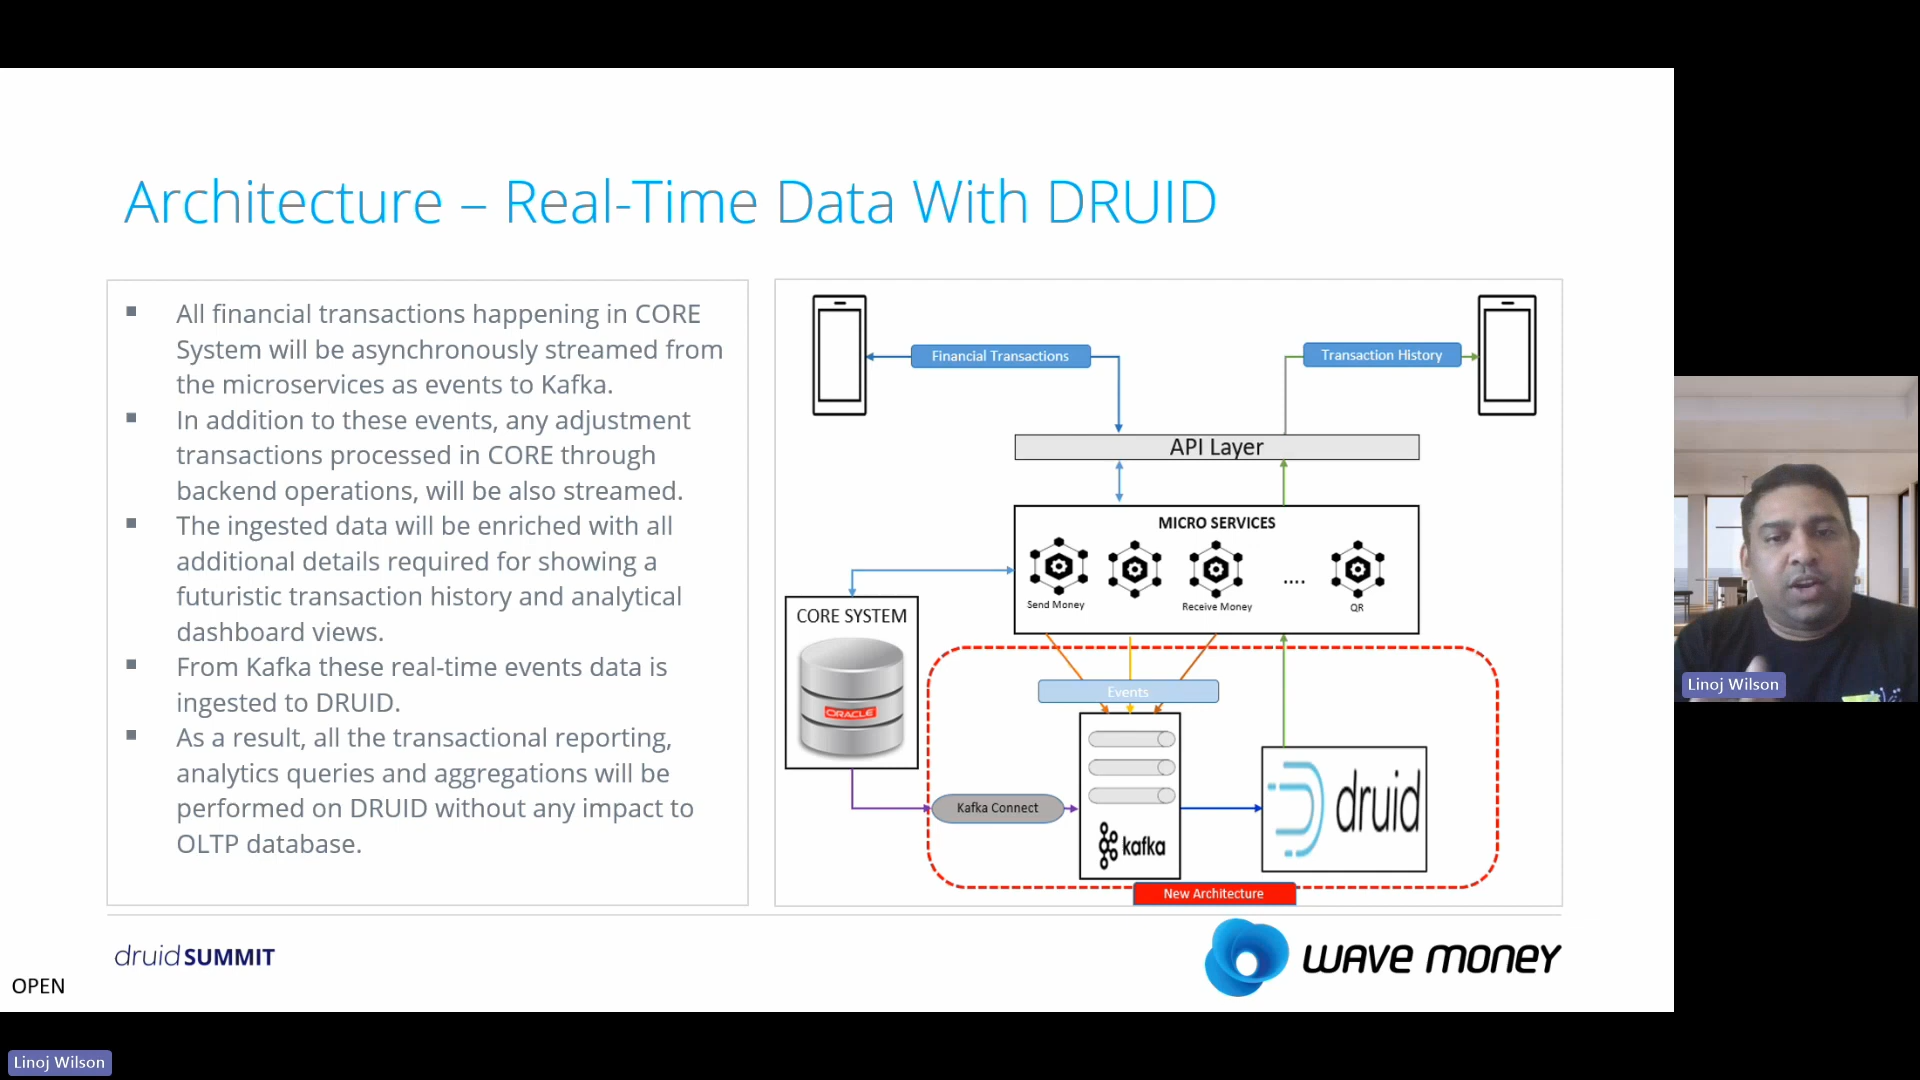 Architecture – Real-Time Data With DRUID
▪ All financial transactions happening in CORE
System will be asynchronously streamed from
the microservices as events to Kafka.
▪ In addition to these events, any adjustment
transactions processed in CORE through
backend operations, will be also streamed.
▪ The ingested data will be enriched with all
additional details required for showing a
futuristic transaction history and analytical
dashboard views.
▪ From Kafka these real-time events data is
ingested to DRUID.
▪ As a result, all the transactional reporting,
analytics queries and aggregations will be
performed on DRUID without any impact to
OLTP database.
Financial Transactions
Transaction History
API Layer
MICRO SERVICES
Send Money
Receive Money
....
QR
CORE SYSTEM
ORACLE
Events
Kafka Connect
kafka
druid
New Architecture
druid SUMMIT
WAVE MONEY
OPEN
Linoj Wilson
Linoj Wilson